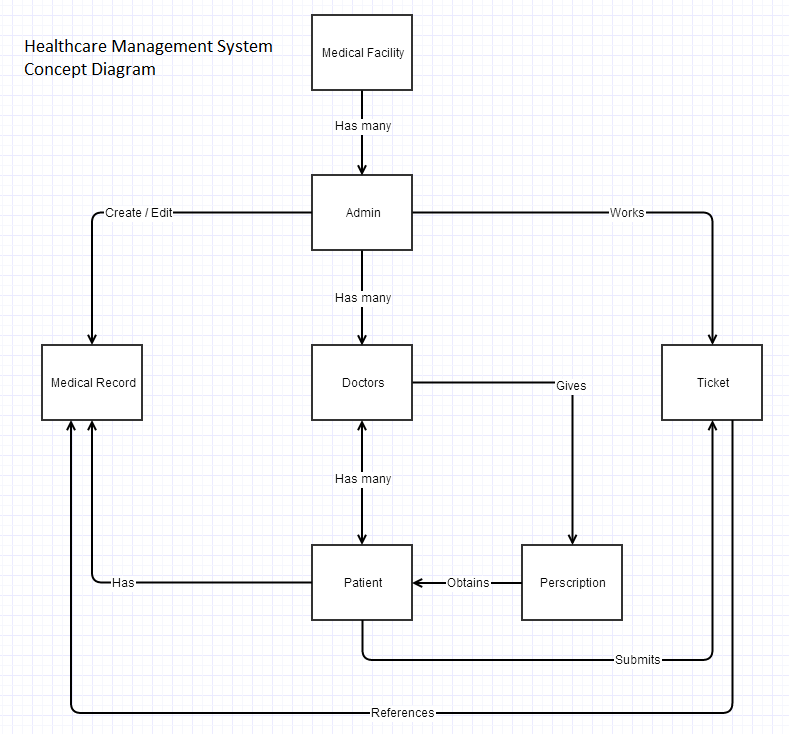 Healthcare Management System
Concept Diagram
Medical Facility
Has many
Create / Edit
Admin
Works
Has many
Medical Record
Doctors
Gives
Ticket
Has many
Has
Patient
Obtains
Perscription
Submits
References